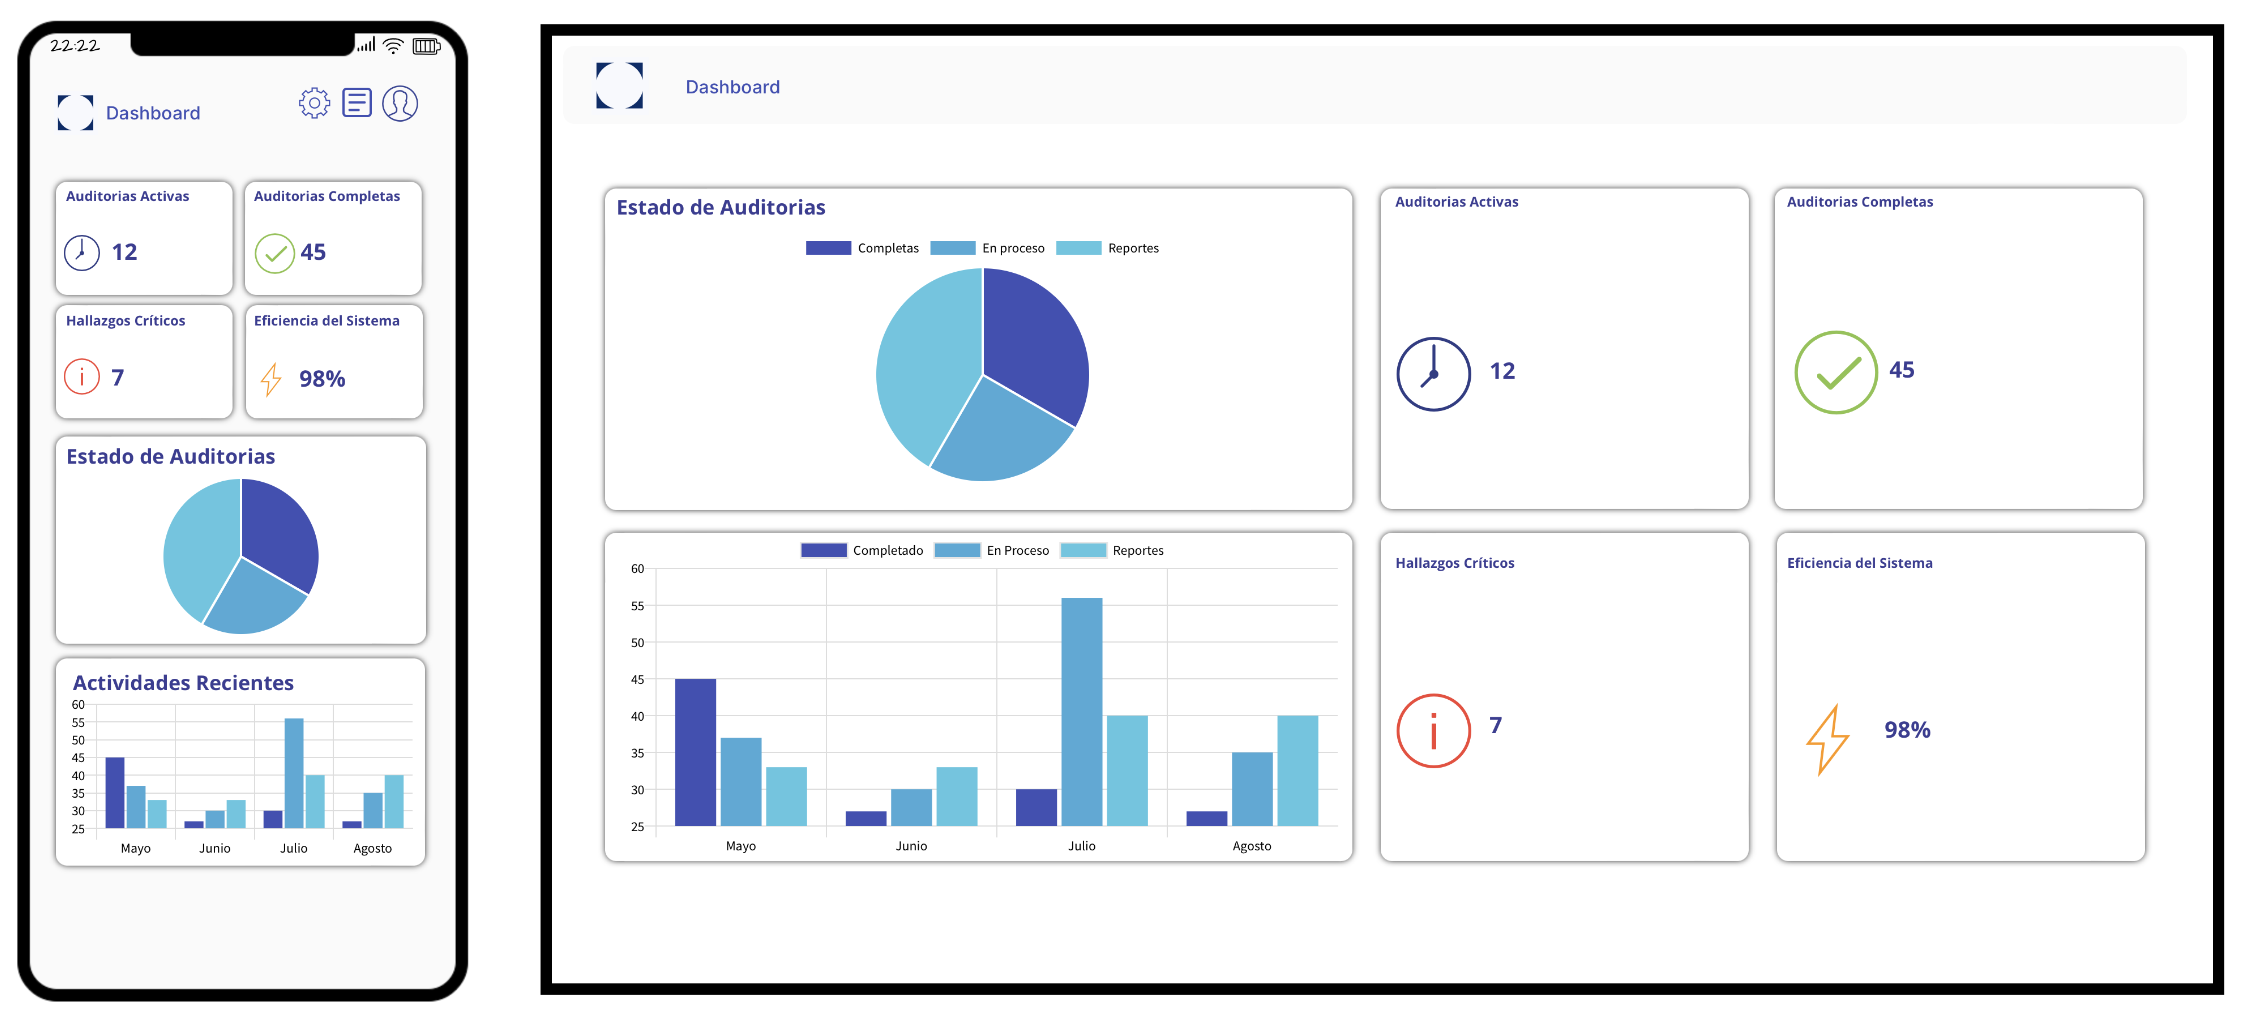 22:22
Dashboard
Auditorias Activas
12
Auditorias Completas
45
Hallazgos Críticos
7
Eficiencia del Sistema
98%
Estado de Auditorias
Actividades Recientes
60
55
50
45
40
35
30
25
Mayo Junio Julio Agosto
Dashboard
Estado de Auditorias
Completas En proceso Reportes
Auditorias Activas
12
Auditorias Completas
45
Completado En Proceso Reportes
60
55
50
45
40
35
30
25
Mayo Junio Julio Agosto
Hallazgos Críticos
7
Eficiencia del Sistema
98%